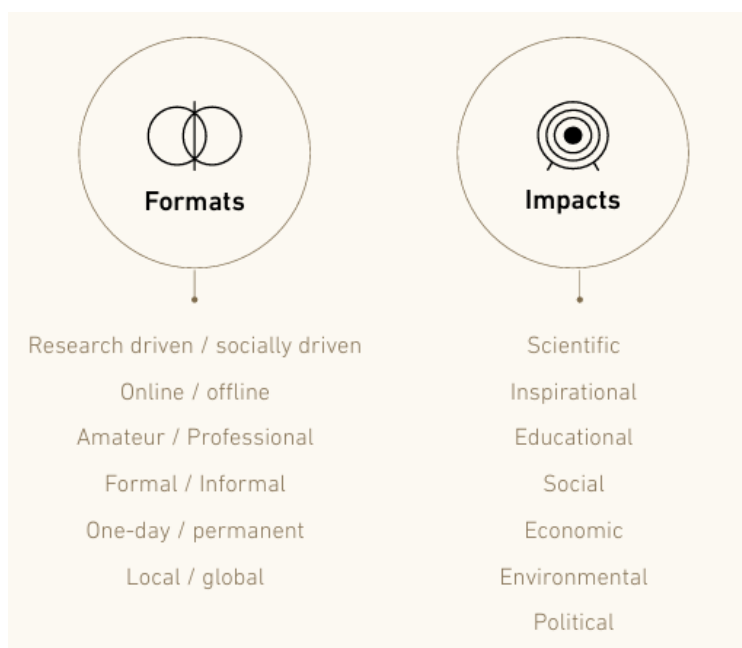 Formats
Research driven / socially driven
Online / offline
Amateur / Professional
Formal / Informal
One-day / permanent
Local / global
Impacts
Scientific
Inspirational
Educational
Social
Economic
Environmental
Political